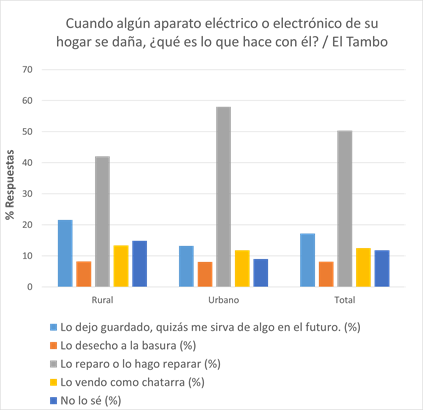 Cuando algún aparato eléctrico o electrónico de su
hogar se daña, ¿qué es lo que hace con él? / El Tambo
70
60
50
40
30
20
10
0
% Respuestas
Rural
Urbano
Total
Lo dejo guardado, quizás me sirva de algo en el futuro. (%)
Lo desecho a la basura (%)
Lo reparo o lo hago reparar (%)
Lo vendo como chatarra (%)
No lo sé (%)